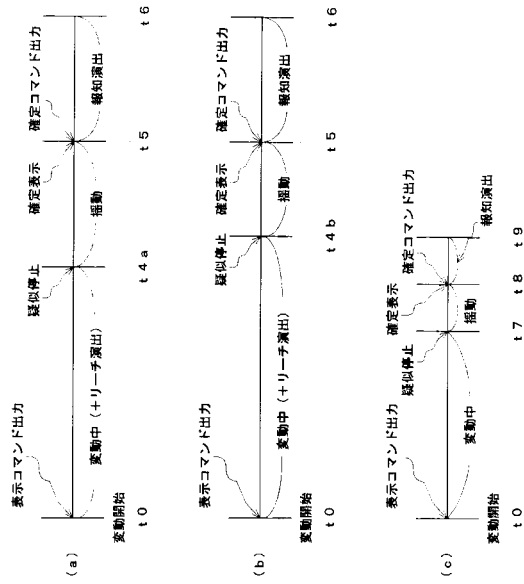 (a)
表示コマンド出力
疑似停止
確定表示
確定コマンド出力
変動中（＋リーチ演出）
揺動
報知演出
変動開始
t0
t4a
t5
t6
(b)
表示コマンド出力
疑似停止
確定表示
確定コマンド出力
変動中（＋リーチ演出）
揺動
報知演出
変動開始
t0
t4b
t5
t6
(c)
表示コマンド出力
疑似停止
確定表示
確定コマンド出力
変動中
揺動
報知演出
変動開始
t0
t7
t8
t9